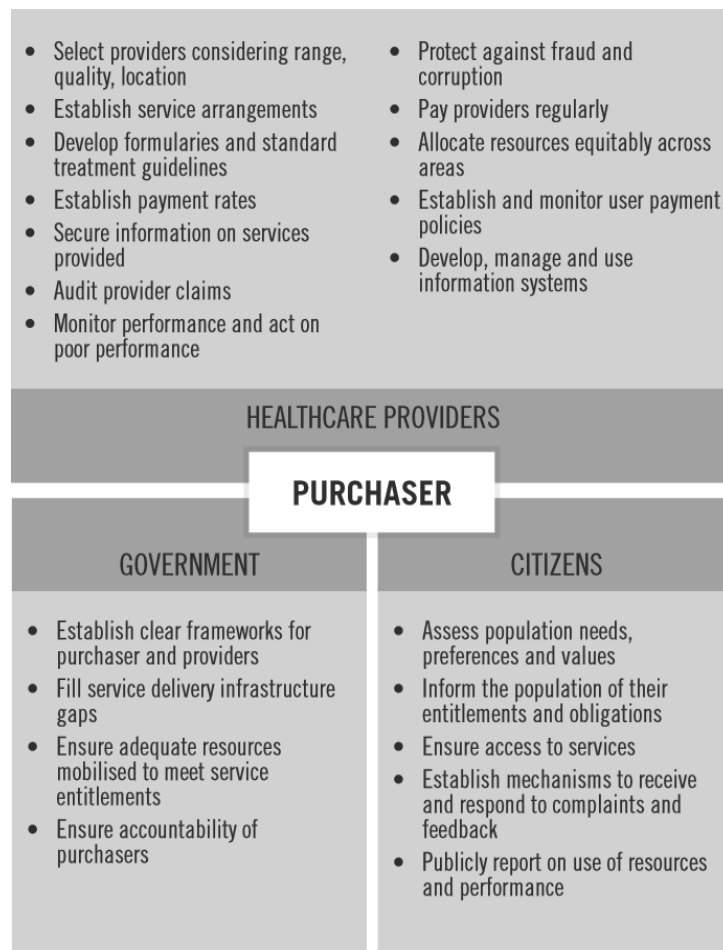 • Select providers considering range,
quality, location
• Establish service arrangements
• Develop formularies and standard
treatment guidelines
• Establish payment rates
• Secure information on services
provided
• Audit provider claims
• Monitor performance and act on
poor performance
• Protect against fraud and
corruption
• Pay providers regularly
• Allocate resources equitably across
areas
• Establish and monitor user payment
policies
• Develop, manage and use
information systems
HEALTHCARE PROVIDERS
PURCHASER
GOVERNMENT
• Establish clear frameworks for
purchaser and providers
• Fill service delivery infrastructure
gaps
• Ensure adequate resources
mobilised to meet service
entitlements
• Ensure accountability of
purchasers
CITIZENS
• Assess population needs,
preferences and values
• Inform the population of their
entitlements and obligations
• Ensure access to services
• Establish mechanisms to receive
and respond to complaints and
feedback
• Publicly report on use of resources
and performance